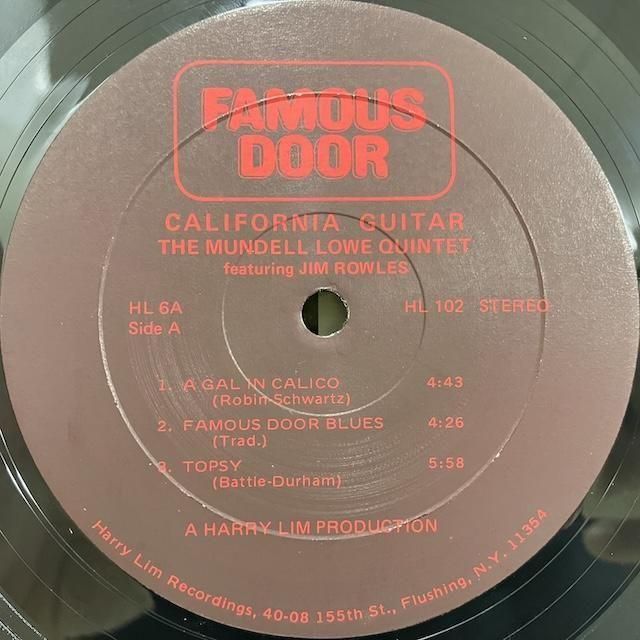 FAMOUS
DOOR
CALIFORNIA GUITAR
THE MUNDELL LOWE QUINTET
featuring JIM ROWLES
HL 6A HL 102 STEREO
Side A
1. A GAL IN CALICO 4:43
(Robin-Schwartz)
2. FAMOUS DOOR BLUES 4:26
(Trad.)
3. TOPSY 5:58
(Battle-Durham)
A HARRY LIM PRODUCTION
Harry Lim Recordings, 40-08 155th St., Flushing, N.Y. 11354